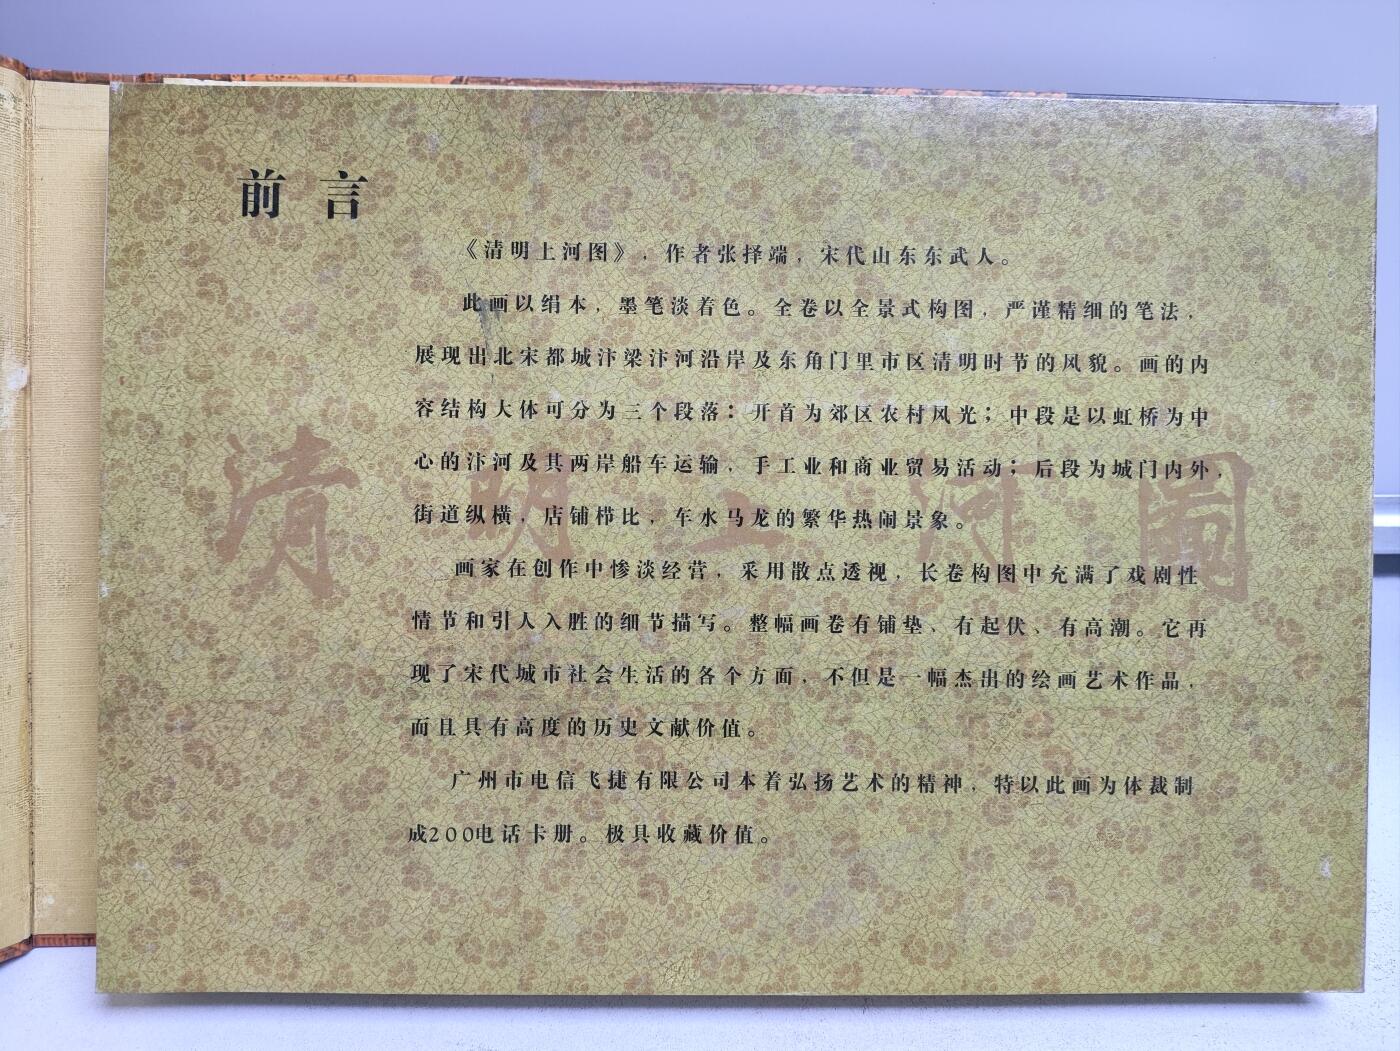 前言
《清明上河图》，作者张择端，宋代山东东武人。
此画以绢本，墨笔淡着色。全卷以全景式构图，严谨精细的笔法，
展现出北宋都城汴梁汴河沿岸及东角门里市区清明时节的风貌。画的内
容结构大体可分为三个段落：开首为郊区农村风光；中段是以虹桥为中
心的汴河及其两岸船车运输，手工业和商业贸易活动；后段为城门内外，
街道纵横，店铺栉比，车水马龙的繁华热闹景象。
画家在创作中惨淡经营，采用散点透视，长卷构图中充满了戏剧性
情节和引人入胜的细节描写。整幅画卷有铺垫、有起伏、有高潮。它再
现了宋代城市社会生活的各个方面，不但是一幅杰出的绘画艺术作品，
而且具有高度的历史文献价值。
广州市电信飞捷有限公司本着弘扬艺术的精神，特以此画为体裁制
成200电话卡册。极具收藏价值。
清明上河圖